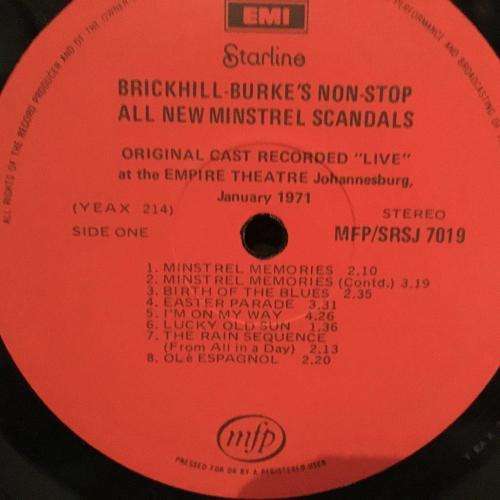 ALL RIGHTS OF THE RECORD PRODUCER AND OF THE OWNER
PERFORMANCE AND BROADCASTING OF
EMI
Starline
BRICKHILL-BURKE'S NON-STOP
ALL NEW MINSTREL SCANDALS
ORIGINAL CAST RECORDED "LIVE"
at the EMPIRE THEATRE Johannesburg,
January 1971
(YEAX 214)
STEREO
SIDE ONE
MFP/SRSJ 7019
1. MINSTREL MEMORIES 2.10
2. MINSTREL MEMORIES (Contd.) 3.19
3. BIRTH OF THE BLUES 2.35
4. EASTER PARADE 3.31
5. I'M ON MY WAY 4.26
6. LUCKY OLD SUN 1.36
7. THE RAIN SEQUENCE
(From All in a Day) 2.13
8. OLé ESPAGNOL 2.20
mfp
PRESSED FOR OR BY A REGISTERED USER